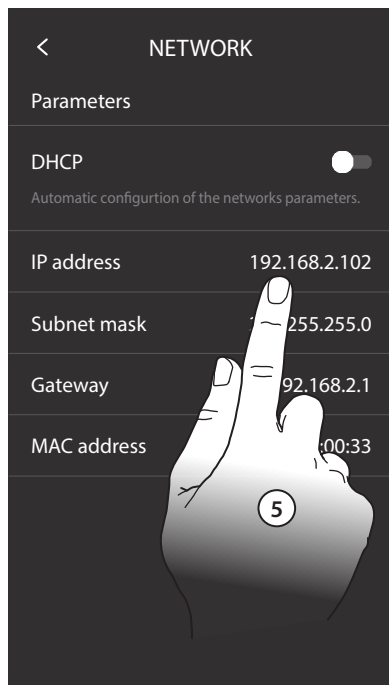 NETWORK
Parameters
DHCP
Automatic configurtion of the networks parameters.
IP address 192.168.2.102
Subnet mask 255.255.0
Gateway 92.168.2.1
MAC address :00:33
5